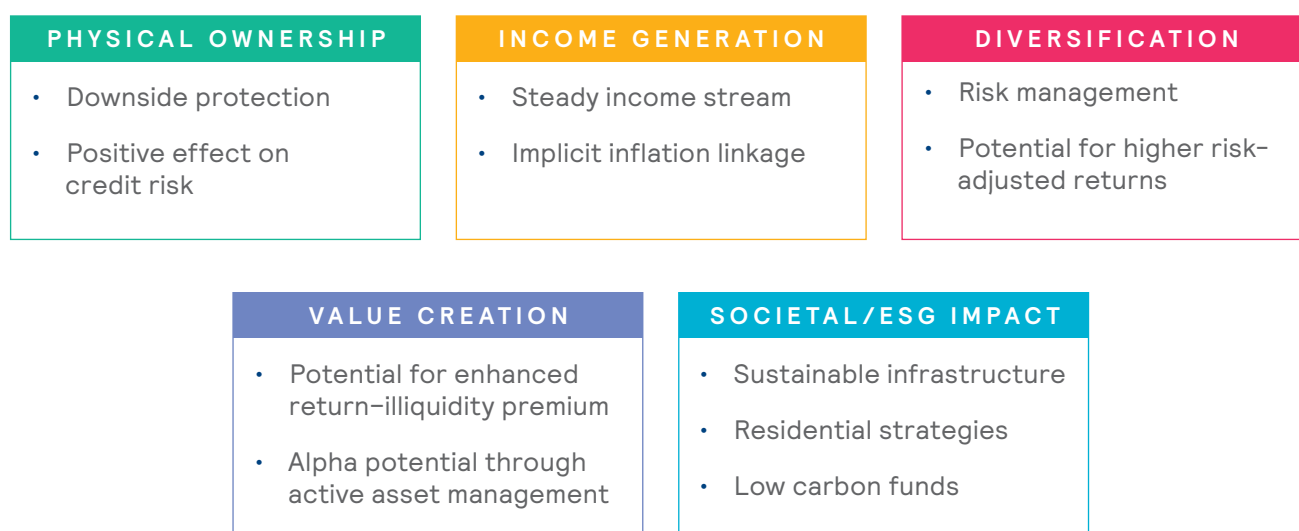 PHYSICAL OWNERSHIP
• Downside protection
• Positive effect on
credit risk
INCOME GENERATION
• Steady income stream
• Implicit inflation linkage
DIVERSIFICATION
• Risk management
• Potential for higher risk-
adjusted returns
VALUE CREATION
• Potential for enhanced
return–illiquidity premium
• Alpha potential through
active asset management
SOCIETAL/ESG IMPACT
• Sustainable infrastructure
• Residential strategies
• Low carbon funds